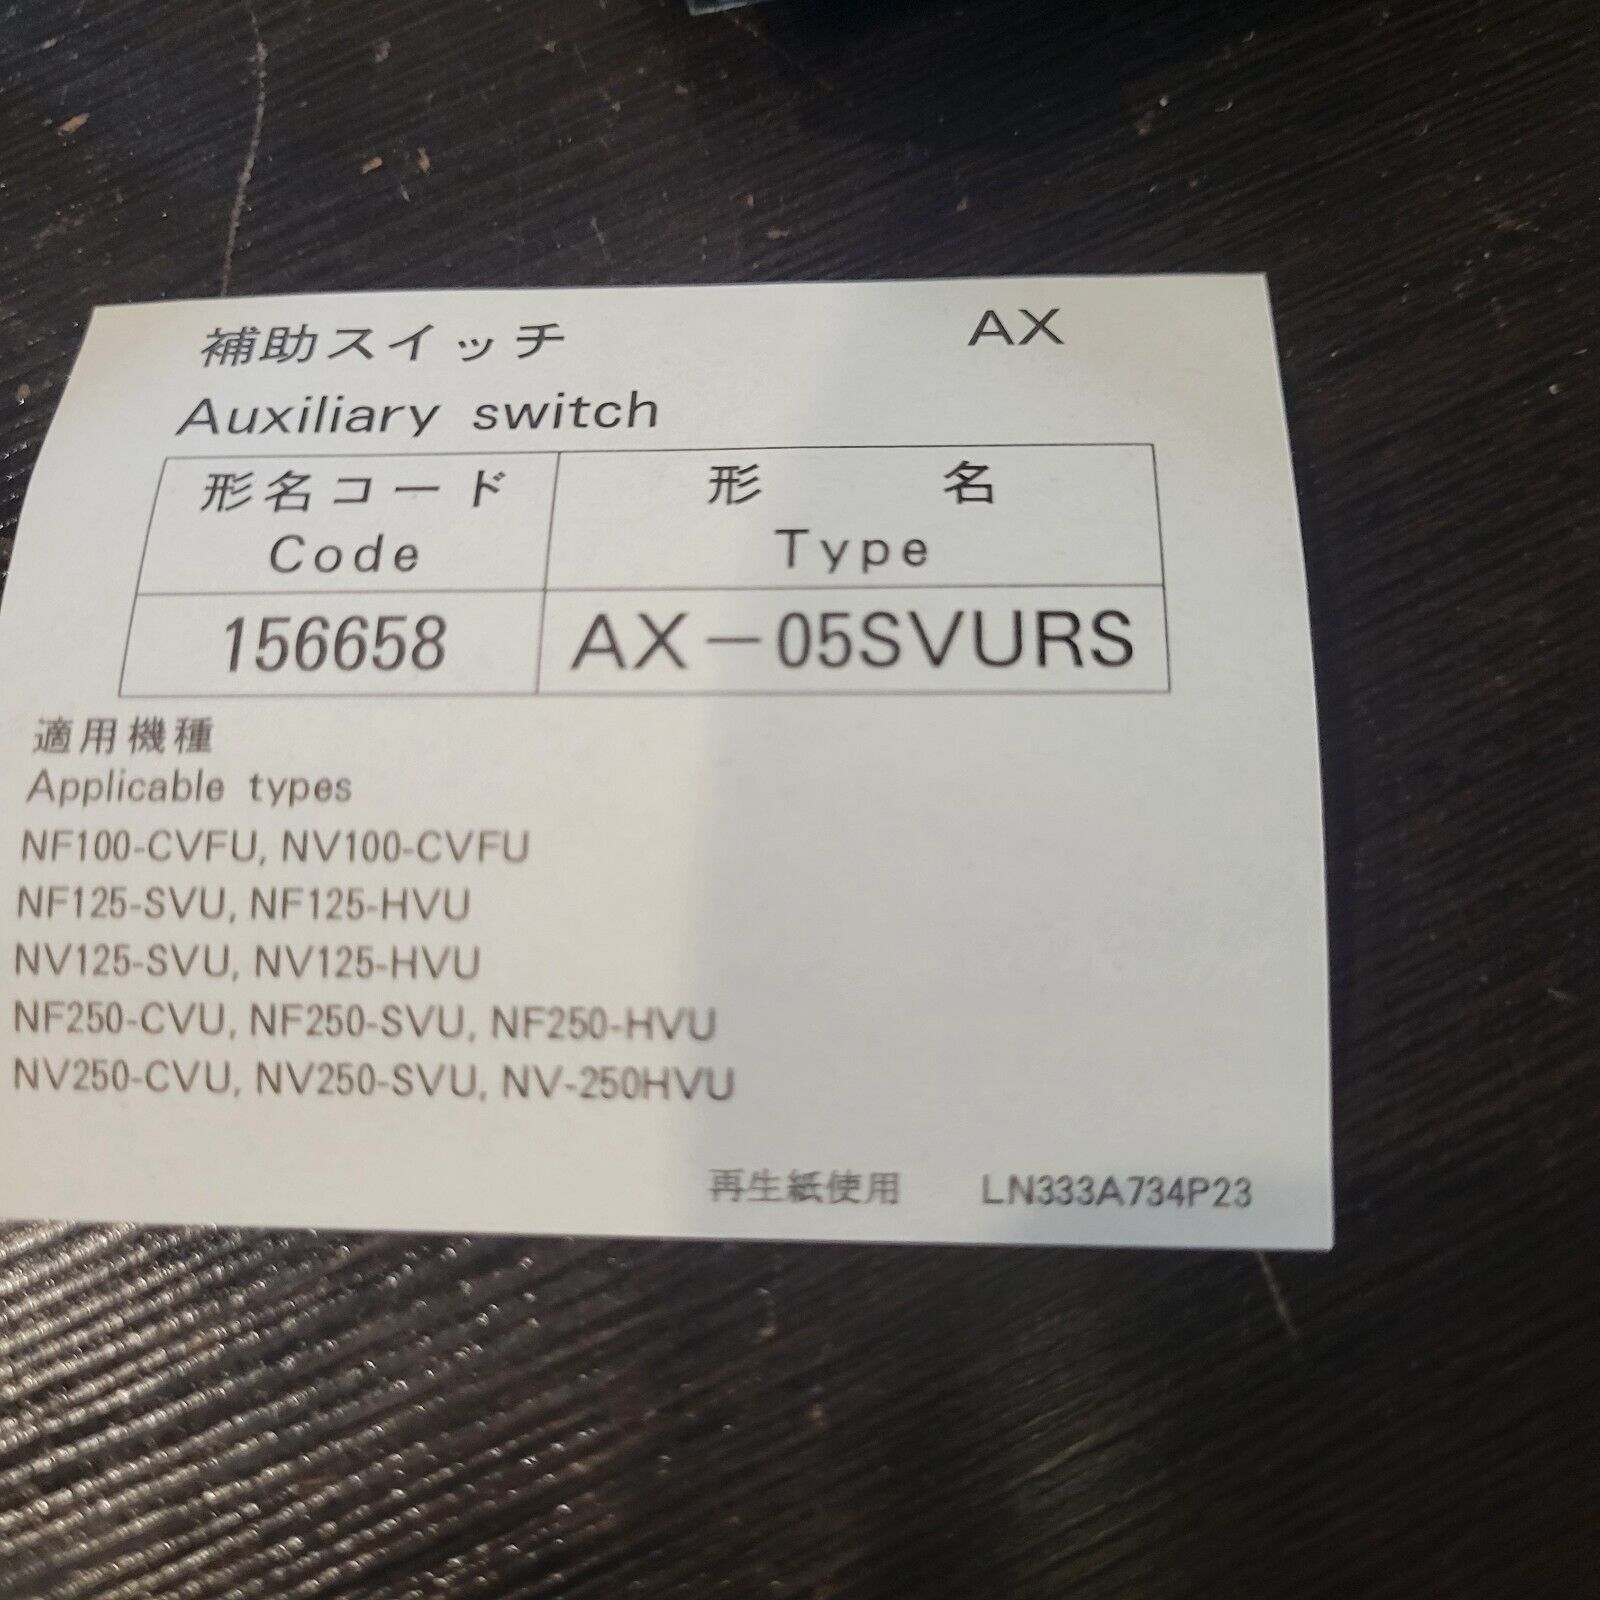 補助スイッチ AX
Auxiliary switch
形名コード 形名
Code Type
156658 AX-05SVURS
適用機種
Applicable types
NF100-CVFU, NV100-CVFU
NF125-SVU, NF125-HVU
NV125-SVU, NV125-HVU
NF250-CVU, NF250-SVU, NF250-HVU
NV250-CVU, NV250-SVU, NV-250HVU
再生紙使用 LN333A734P23